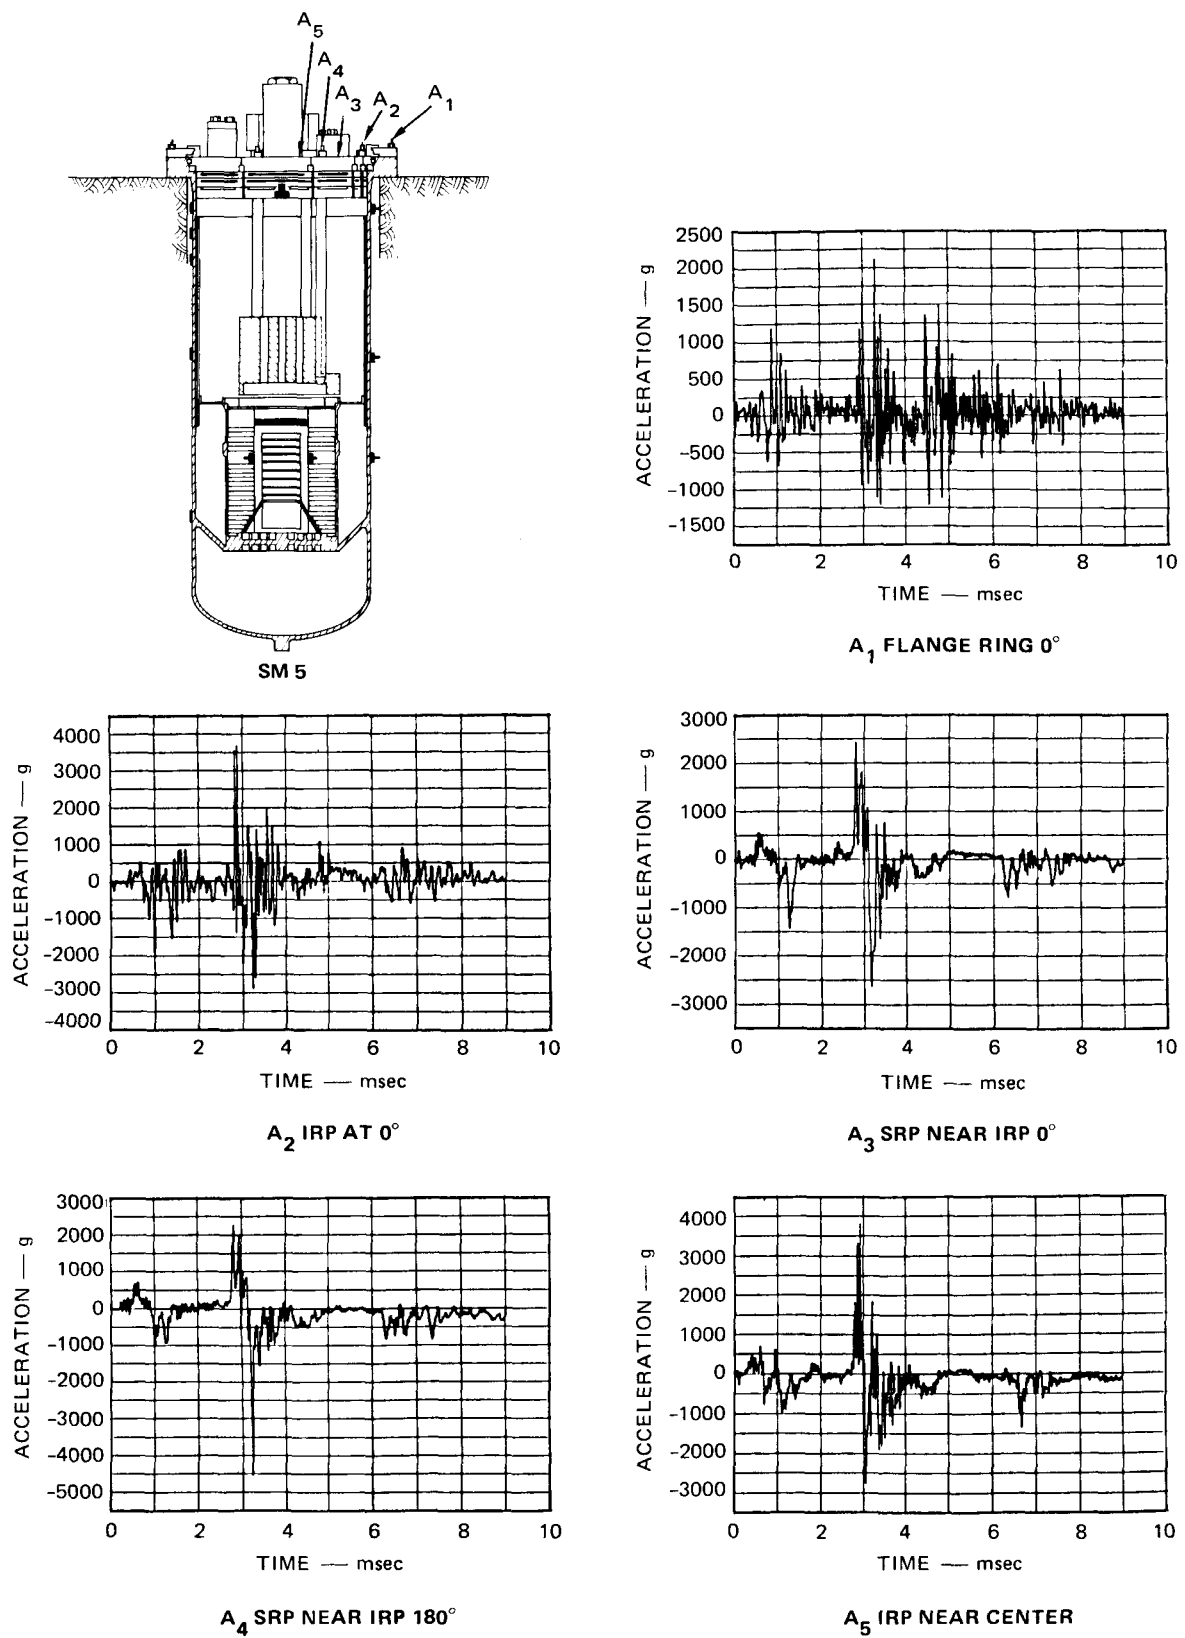 A5
A4
A3
A2
A1
SM 5
2500
2000
1500
1000
500
0
−500
−1000
−1500
ACCELERATION — g
0 2 4 6 8 10
TIME — msec
A1 FLANGE RING 0°
4000
3000
2000
1000
0
−1000
−2000
−3000
−4000
ACCELERATION — g
0 2 4 6 8 10
TIME — msec
A2 IRP AT 0°
3000
2000
1000
0
−1000
−2000
−3000
ACCELERATION — g
0 2 4 6 8 10
TIME — msec
A3 SRP NEAR IRP 0°
3000
2000
1000
0
−1000
−2000
−3000
−4000
−5000
ACCELERATION — g
0 2 4 6 8 10
TIME — msec
A4 SRP NEAR IRP 180°
4000
3000
2000
1000
0
−1000
−2000
−3000
ACCELERATION — g
0 2 4 6 8 10
TIME — msec
A5 IRP NEAR CENTER